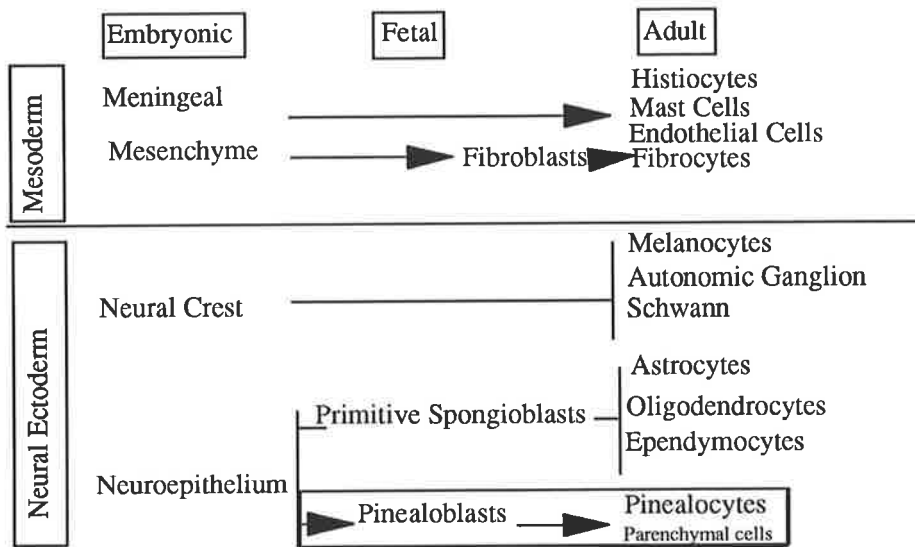 Embryonic Fetal Adult
Mesoderm
Meningeal
Histiocytes
Mast Cells
Endothelial Cells
Mesenchyme Fibroblasts Fibrocytes
Neural Ectoderm
Melanocytes
Autonomic Ganglion
Neural Crest Schwann
Astrocytes
Primitive Spongioblasts Oligodendrocytes
Ependymocytes
Neuroepithelium
Pinealoblasts Pinealocytes
Parenchymal cells